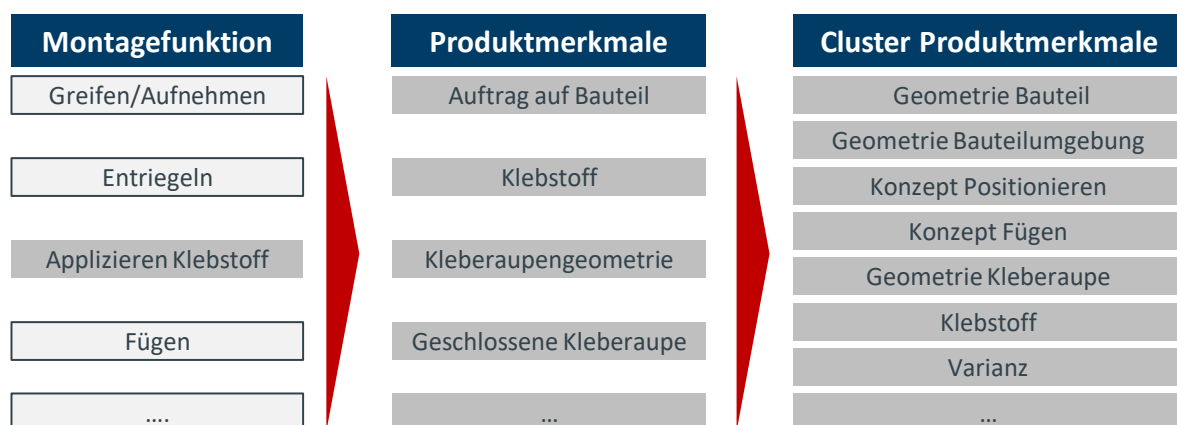 Montagefunktion
Greifen/Aufnehmen
Entriegeln
Applizieren Klebstoff
Fügen
....
Produktmerkmale
Auftrag auf Bauteil
Klebstoff
Kleberaupengeometrie
Geschlossene Kleberaupe
...
Cluster Produktmerkmale
Geometrie Bauteil
Geometrie Bauteilumgebung
Konzept Positionieren
Konzept Fügen
Geometrie Kleberaupe
Klebstoff
Varianz
...